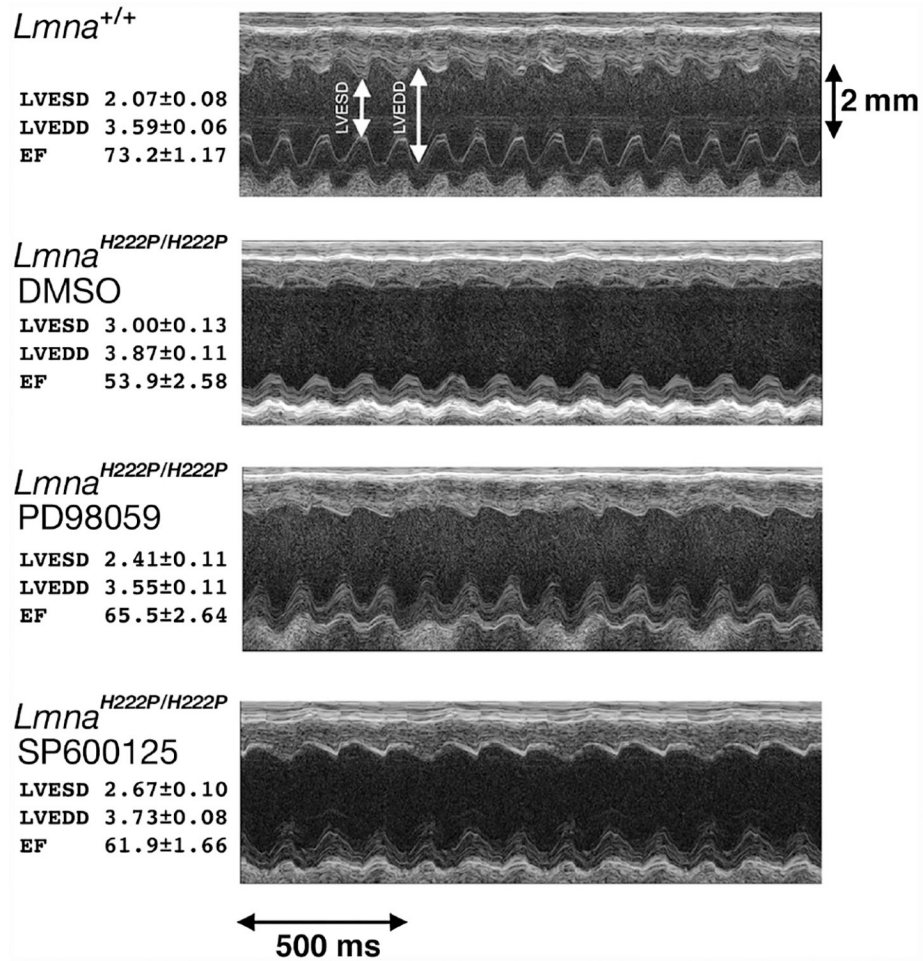 Lmna+/+
LVESD 2.07±0.08
LVEDD 3.59±0.06
EF 73.2±1.17
LVESD
LVEDD
2 mm
LmnaH222P/H222P
DMSO
LVESD 3.00±0.13
LVEDD 3.87±0.11
EF 53.9±2.58
LmnaH222P/H222P
PD98059
LVESD 2.41±0.11
LVEDD 3.55±0.11
EF 65.5±2.64
LmnaH222P/H222P
SP600125
LVESD 2.67±0.10
LVEDD 3.73±0.08
EF 61.9±1.66
500 ms